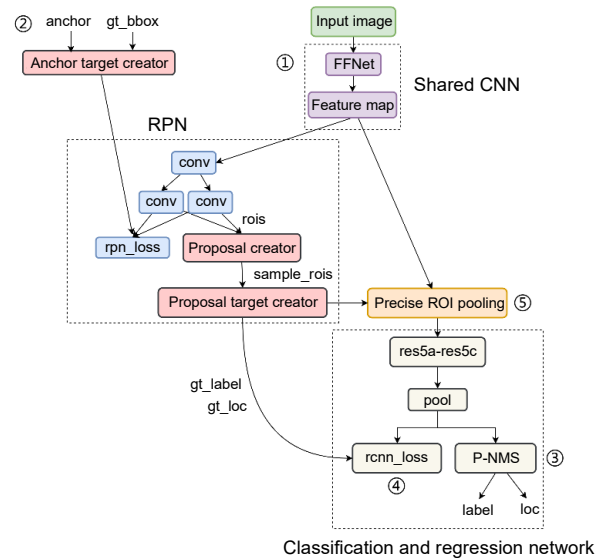 ② anchor gt_bbox
Input image
Anchor target creator
① FFNet
Shared CNN
Feature map
RPN
conv
conv conv
rois
rpn_loss Proposal creator
sample_rois
Proposal target creator Precise ROI pooling ⑤
res5a-res5c
gt_label
gt_loc
pool
rcnn_loss P-NMS ③
④
label loc
Classification and regression network